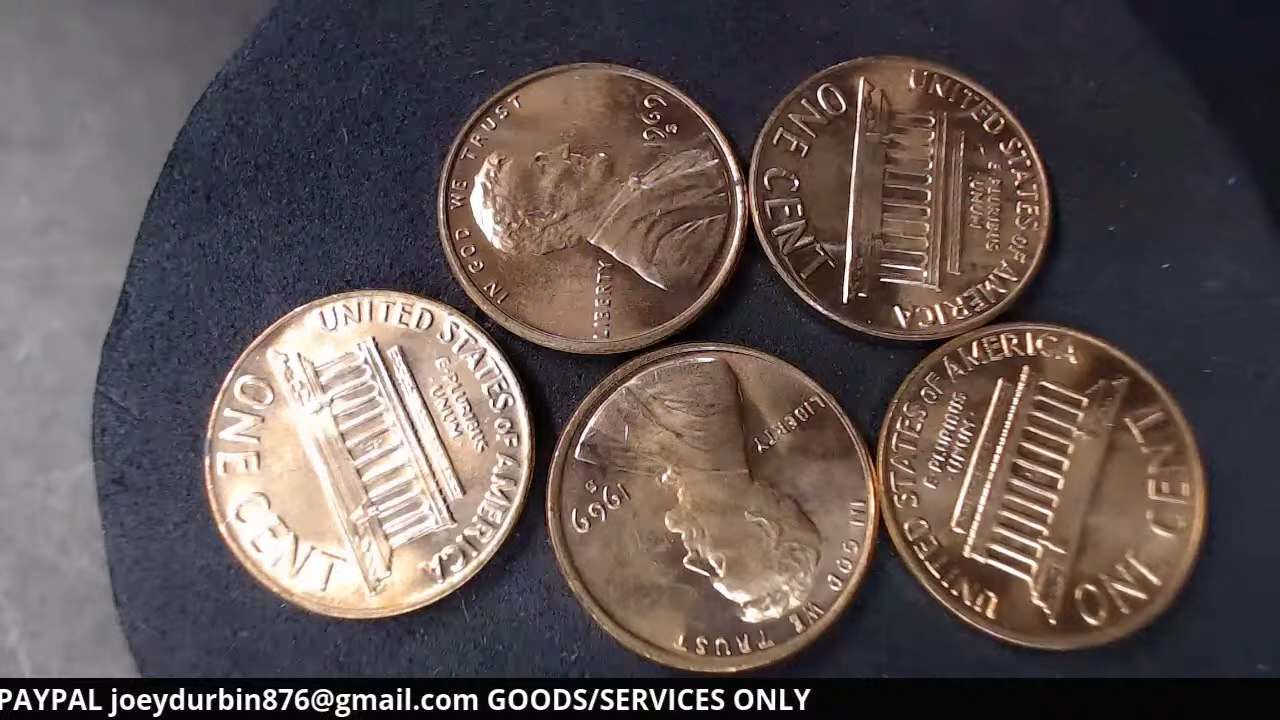 IN GOD WE TRUST
LIBERTY
1969
S
UNITED STATES OF AMERICA
E·PLURIBUS
UNUM
ONE CENT
UNITED STATES OF AMERICA
E·PLURIBUS
UNUM
ONE CENT
LIBERTY
1969
S
IN GOD WE TRUST
UNITED STATES OF AMERICA
E·PLURIBUS
UNUM
ONE CENT
PAYPAL joeydurbin876@gmail.com GOODS/SERVICES ONLY